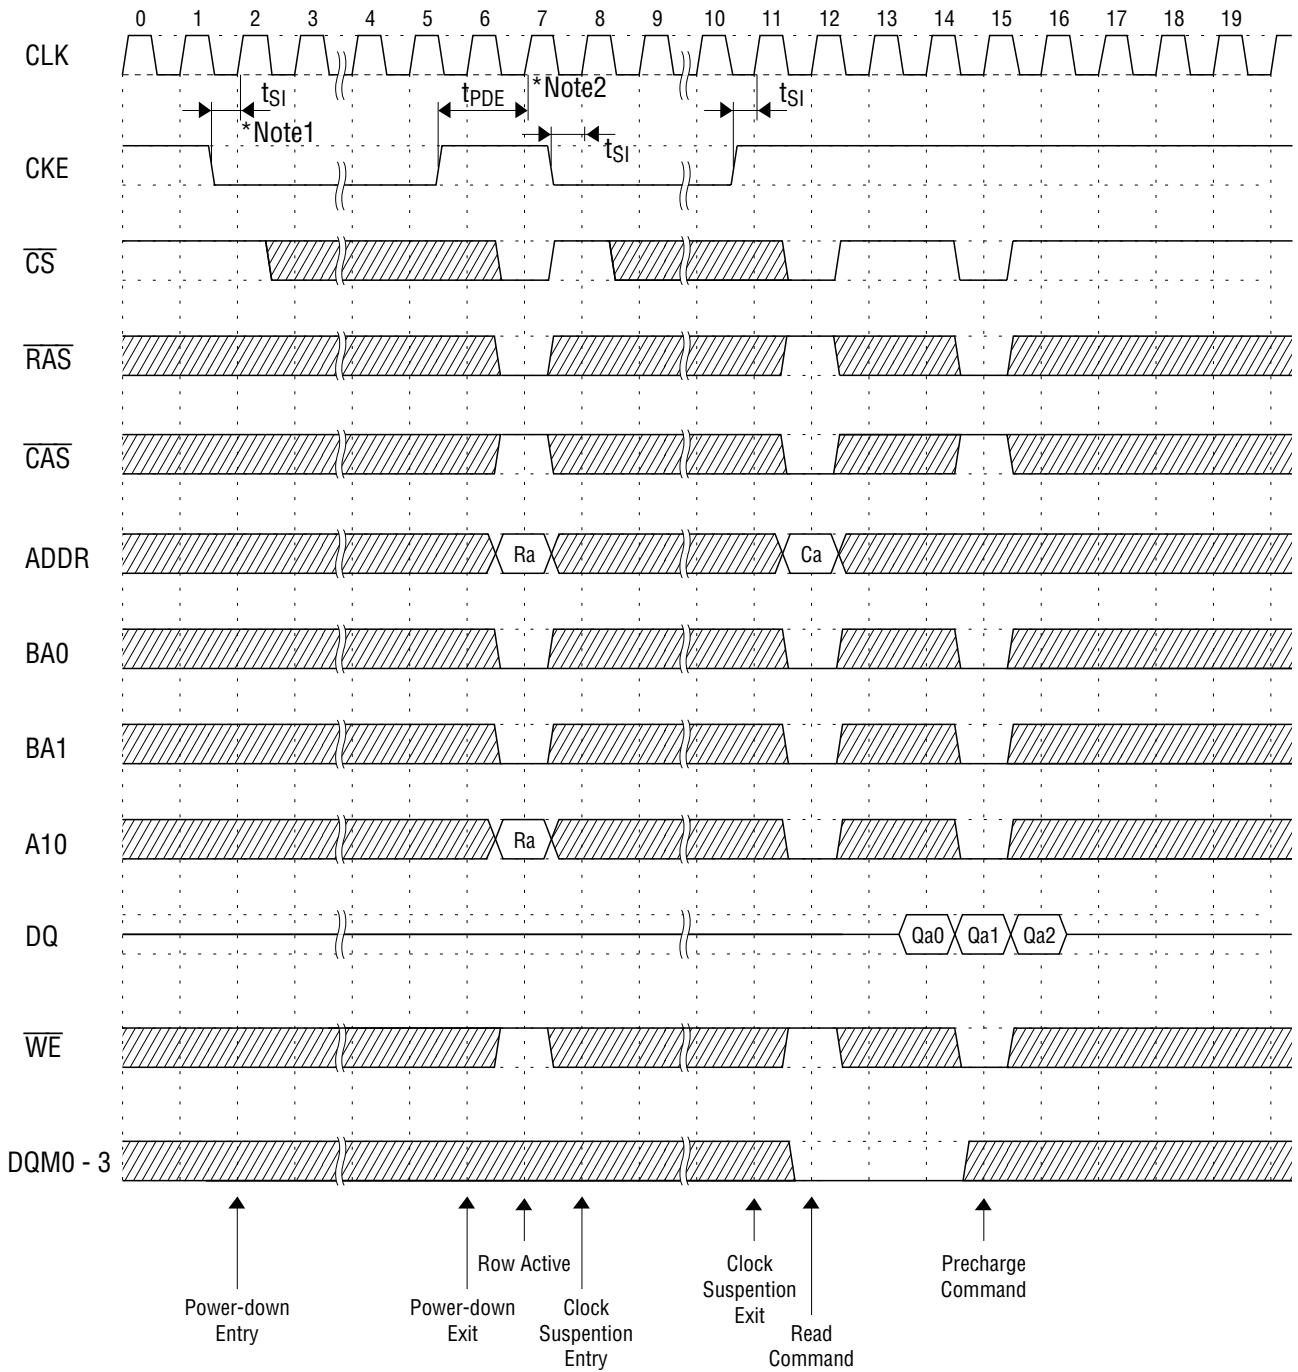 0 1 2 3 4 5 6 7 8 9 10 11 12 13 14 15 16 17 18 19
CLK
tSI
*Note1
tPDE
*Note2
tSI
tSI
CKE
CS
RAS
CAS
ADDR
Ra
Ca
BA0
BA1
A10
Ra
DQ
Qa0 Qa1 Qa2
WE
DQM0 - 3
Power-down
Entry
Power-down
Exit
Row Active
Clock
Suspention
Entry
Clock
Suspention
Exit
Read
Command
Precharge
Command